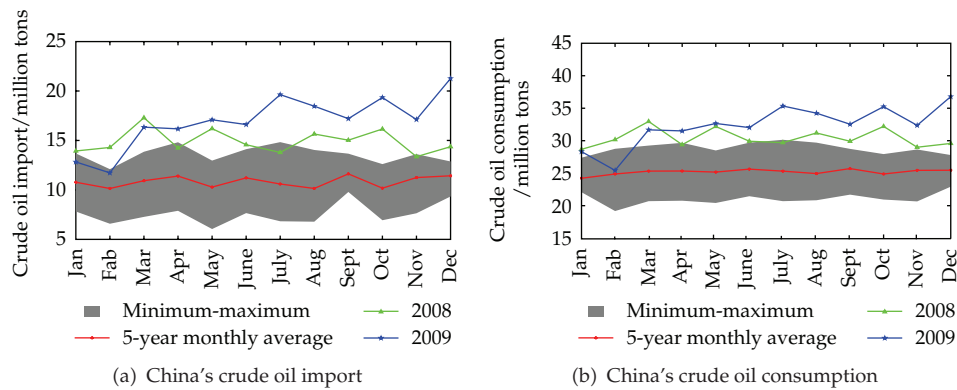 Crude oil import/million tons
25
20
15
10
5
Jan
Fab
Mar
Apr
May
June
July
Aug
Sept
Oct
Nov
Dec
Minimum-maximum
5-year monthly average
2008
2009
(a) China's crude oil import
Crude oil consumption
/million tons
45
40
35
30
25
20
15
Jan
Fab
Mar
Apr
May
June
July
Aug
Sept
Oct
Nov
Dec
Minimum-maximum
5-year monthly average
2008
2009
(b) China's crude oil consumption